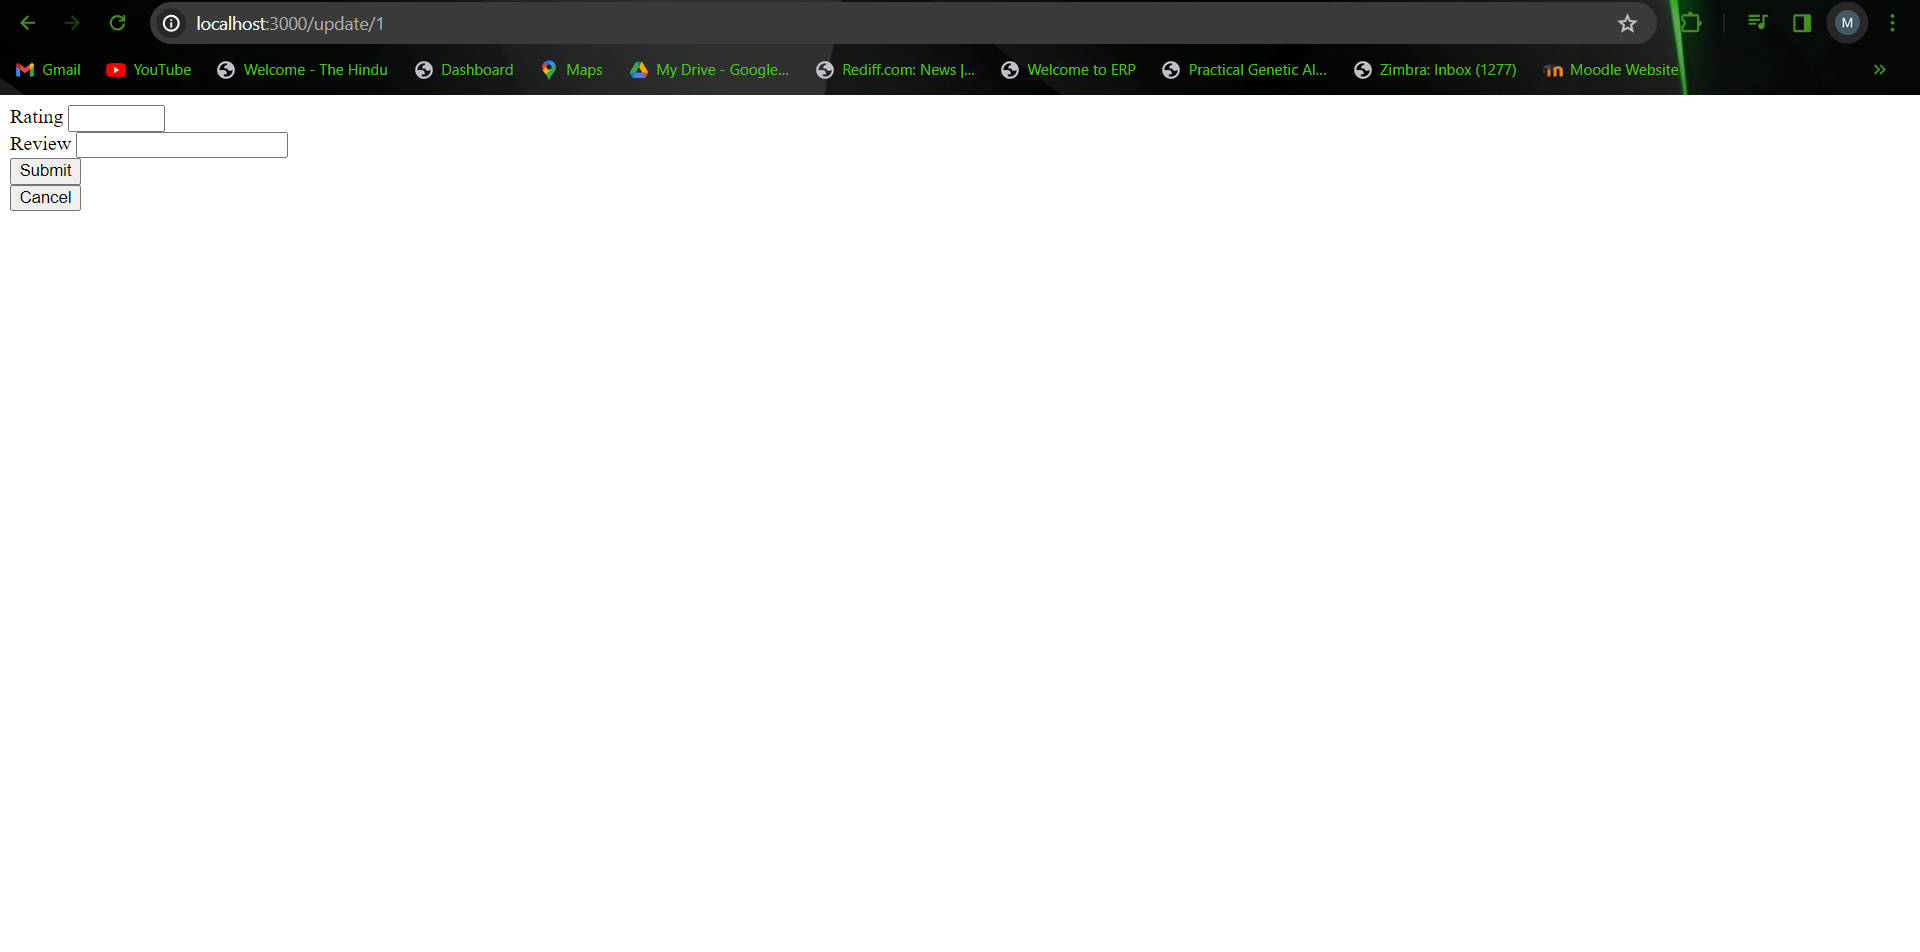 localhost:3000/update/1
M
Gmail YouTube Welcome - The Hindu Dashboard Maps My Drive - Google... Rediff.com: News |... Welcome to ERP Practical Genetic Al... Zimbra: Inbox (1277) Moodle Website
Rating
Review
Submit
Cancel